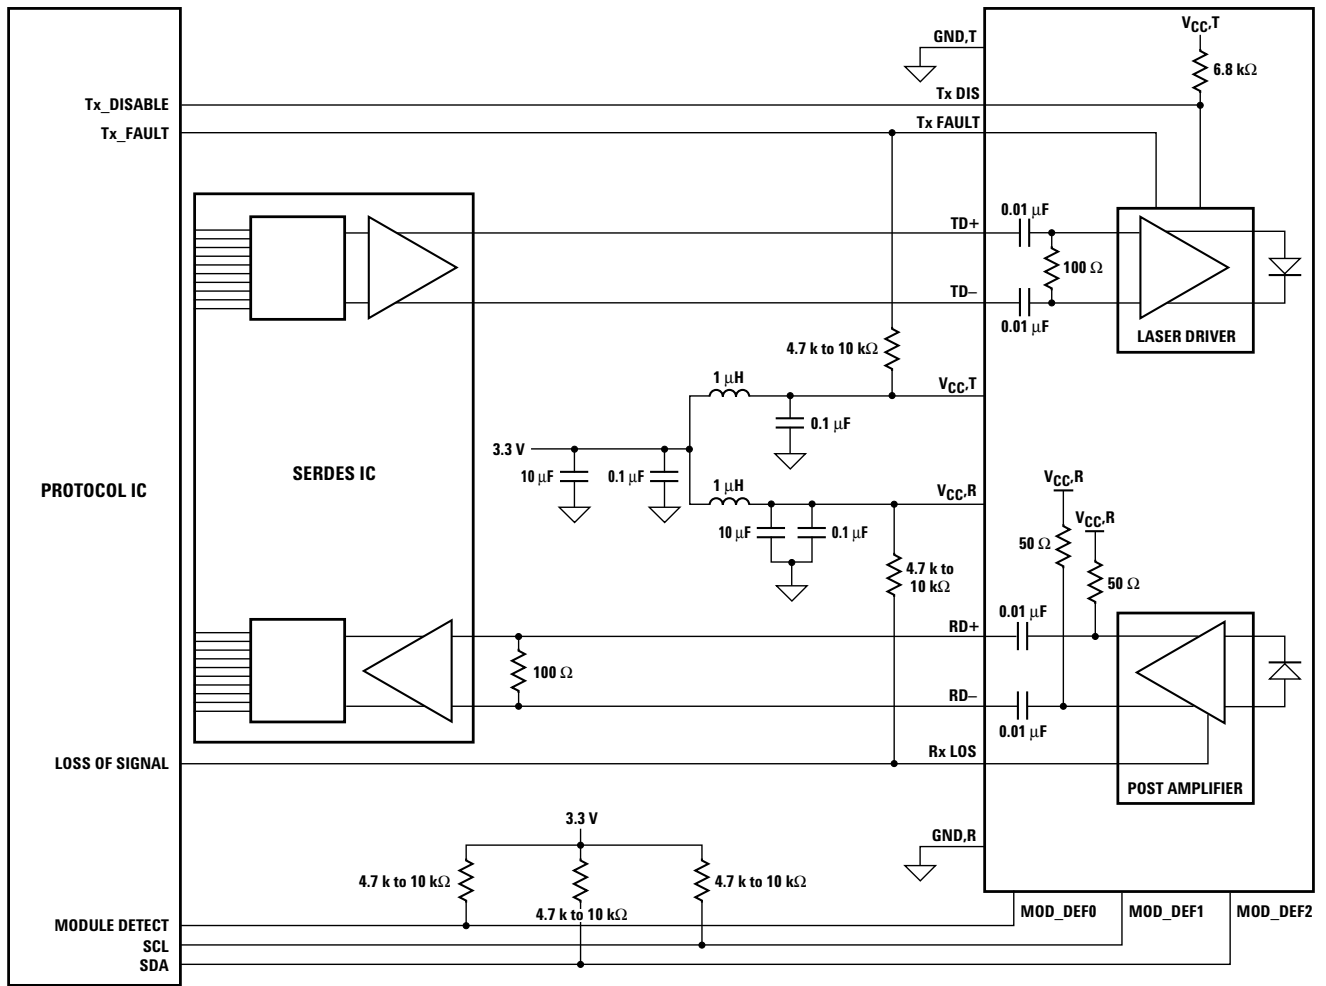 V_CC,T
GND,T
6.8 kΩ
Tx_DISABLE
Tx DIS
Tx_FAULT
Tx FAULT
0.01 µF
TD+
100 Ω
TD–
0.01 µF
LASER DRIVER
4.7 k to 10 kΩ
1 µH
V_CC,T
0.1 µF
3.3 V
10 µF
0.1 µF
SERDES IC
PROTOCOL IC
1 µH
V_CC,R
V_CC,R
V_CC,R
10 µF
0.1 µF
50 Ω
4.7 k to
10 kΩ
50 Ω
0.01 µF
RD+
100 Ω
RD–
0.01 µF
LOSS OF SIGNAL
Rx LOS
POST AMPLIFIER
3.3 V
GND,R
4.7 k to 10 kΩ
4.7 k to 10 kΩ
4.7 k to 10 kΩ
MOD_DEF0
MOD_DEF1
MOD_DEF2
MODULE DETECT
SCL
SDA